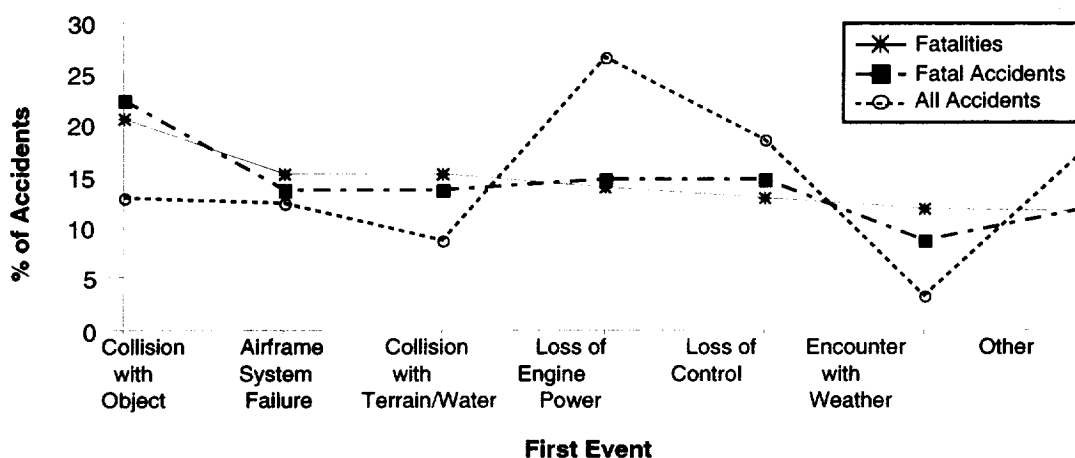 % of Accidents
30
25
20
15
10
5
0
Fatalities
Fatal Accidents
All Accidents
Collision with Object
Airframe System Failure
Collision with Terrain/Water
Loss of Engine Power
Loss of Control
Encounter with Weather
Other
First Event